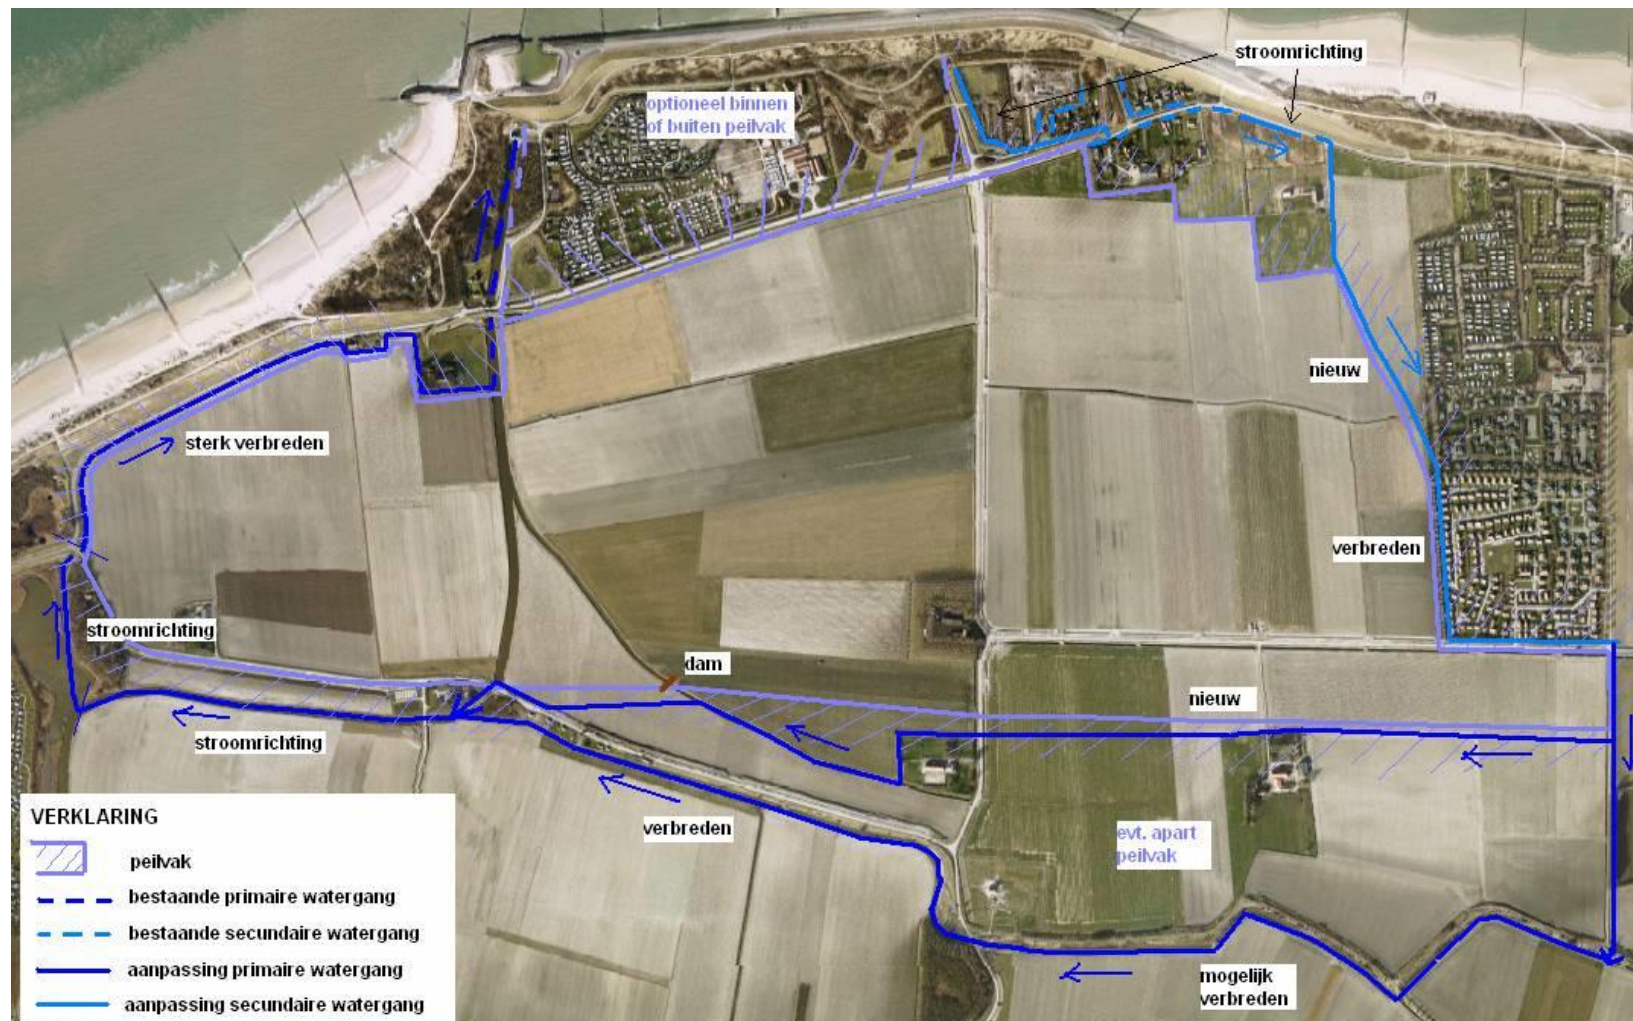 stroomrichting
optioneel binnen
of buiten peilvak
nieuw
sterk verbreden
verbreden
stroomrichting
dam
nieuw
stroomrichting
verbreden
evt. apart
peilvak
mogelijk
verbreden
VERKLARING
peilvak
bestaande primaire watergang
bestaande secundaire watergang
aanpassing primaire watergang
aanpassing secundaire watergang